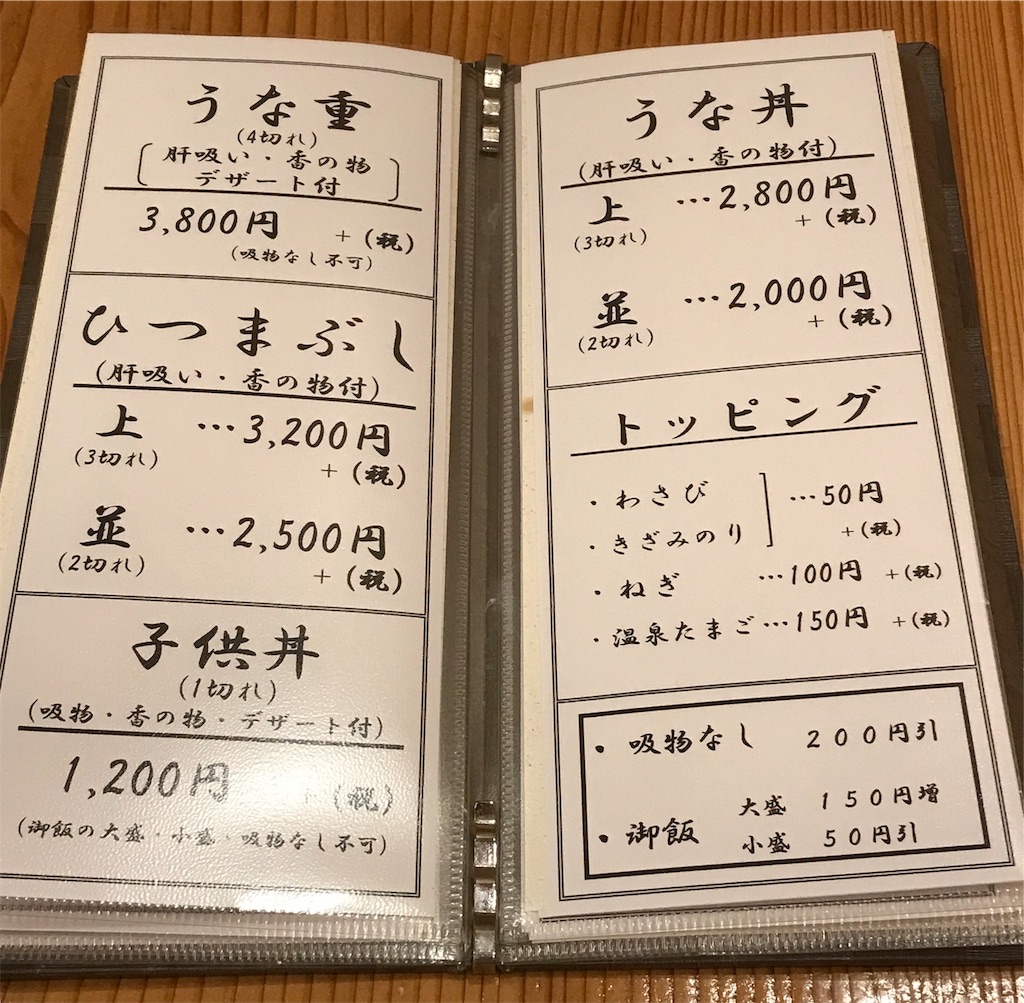 うな重
(4切れ)
肝吸い・香の物
デザート付
3,800円 +(税)
(吸物なし不可)
ひつまぶし
(肝吸い・香の物付)
上 …3,200円
(3切れ) +(税)
並 …2,500円
(2切れ) +(税)
子供丼
(1切れ)
(吸物・香の物・デザート付)
1,200円 +(税)
(御飯の大盛・小盛・吸物なし不可)
うな丼
(肝吸い・香の物付)
上 …2,800円
(3切れ) +(税)
並 …2,000円
(2切れ) +(税)
トッピング
・わさび …50円
・きざみのり +(税)
・ねぎ …100円 +(税)
・温泉たまご…150円 +(税)
・吸物なし 200円引
大盛 150円増
・御飯
小盛 50円引